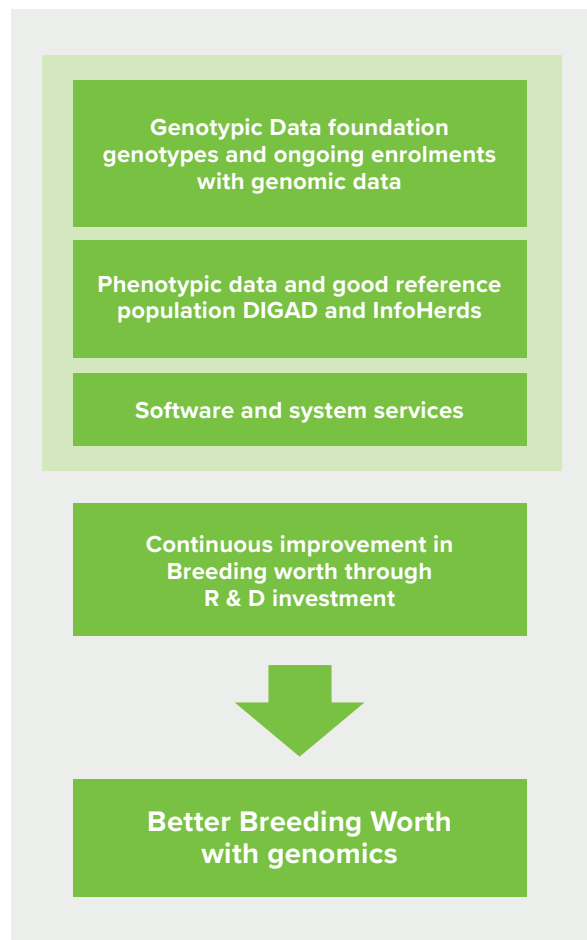 Genotypic Data foundation
genotypes and ongoing enrolments
with genomic data
Phenotypic data and good reference
population DIGAD and InfoHerds
Software and system services
Continuous improvement in
Breeding worth through
R & D investment
Better Breeding Worth
with genomics